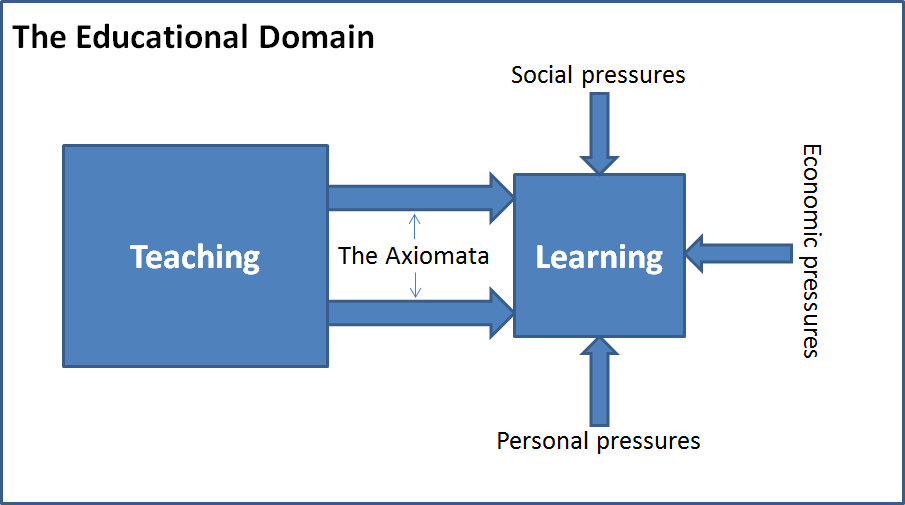 The Educational Domain
Social pressures
Economic pressures
Teaching
The Axiomata
Learning
Personal pressures